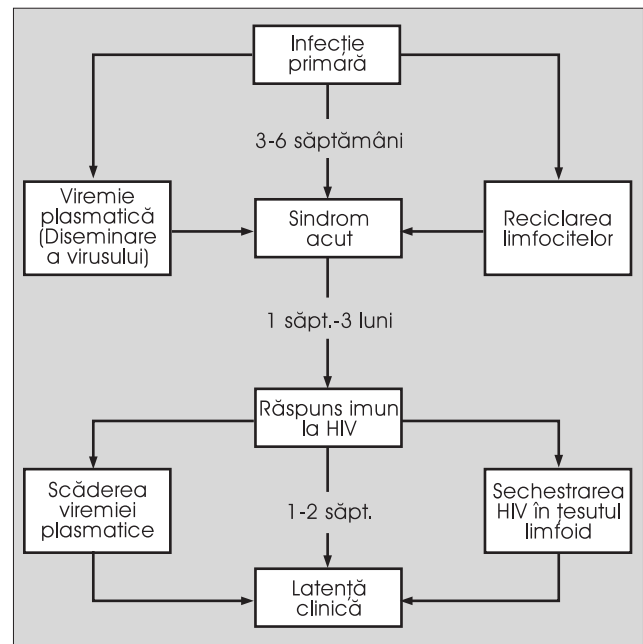 Infecție
primară
3-6 săptămâni
Viremie
plasmatică
(Diseminare
a virusului)
Sindrom
acut
Reciclarea
limfocitelor
1 săpt.-3 luni
Răspuns imun
la HIV
Scăderea
viremiei
plasmatice
1-2 săpt.
Sechestrarea
HIV în țesutul
limfoid
Latență
clinică